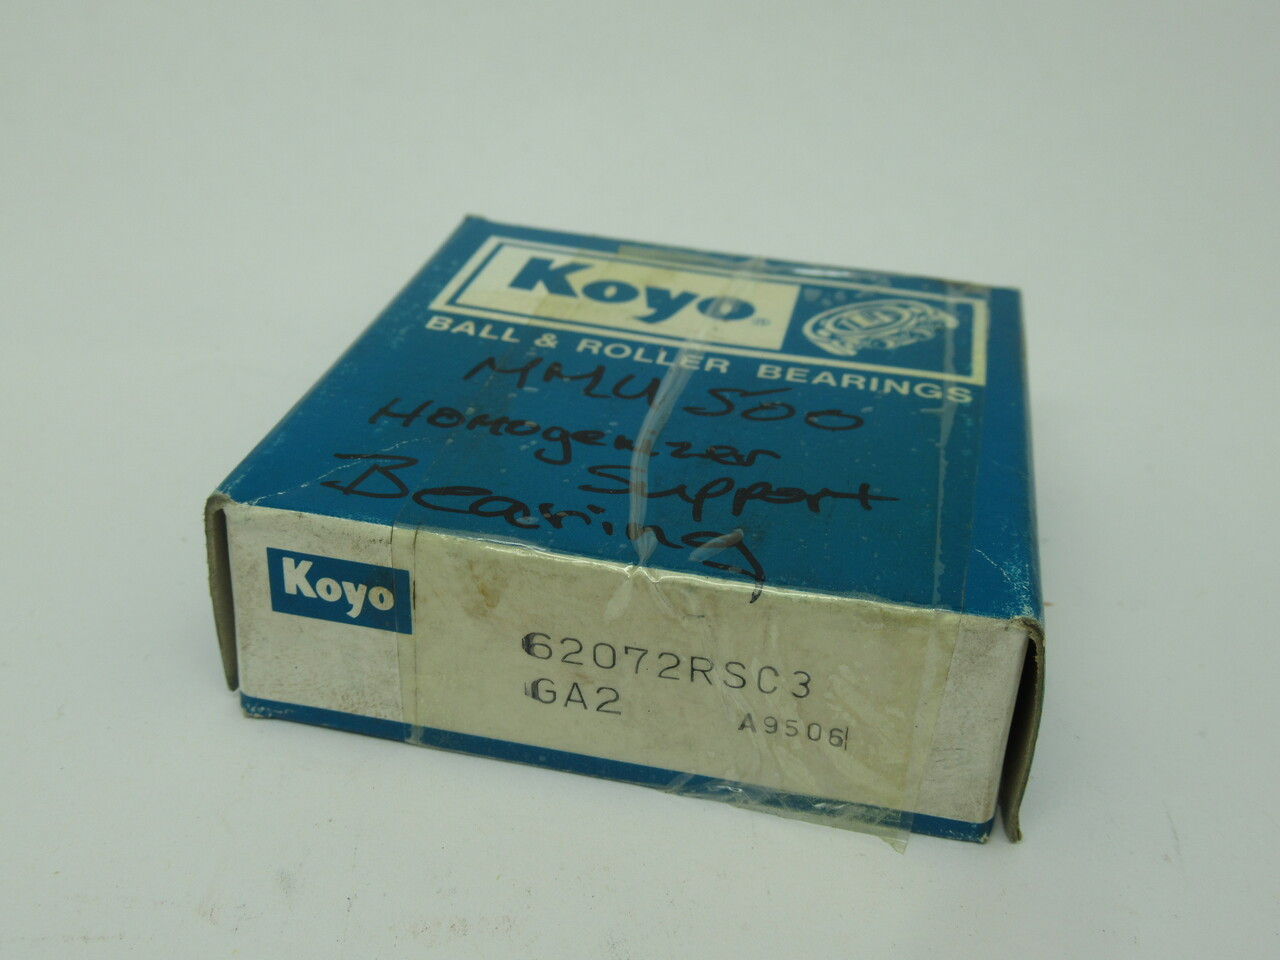 Koyo®
BALL & ROLLER BEARINGS
MMU 500
Homogenizer
Support
Bearing
Koyo
62072RSC3
GA2
A9506